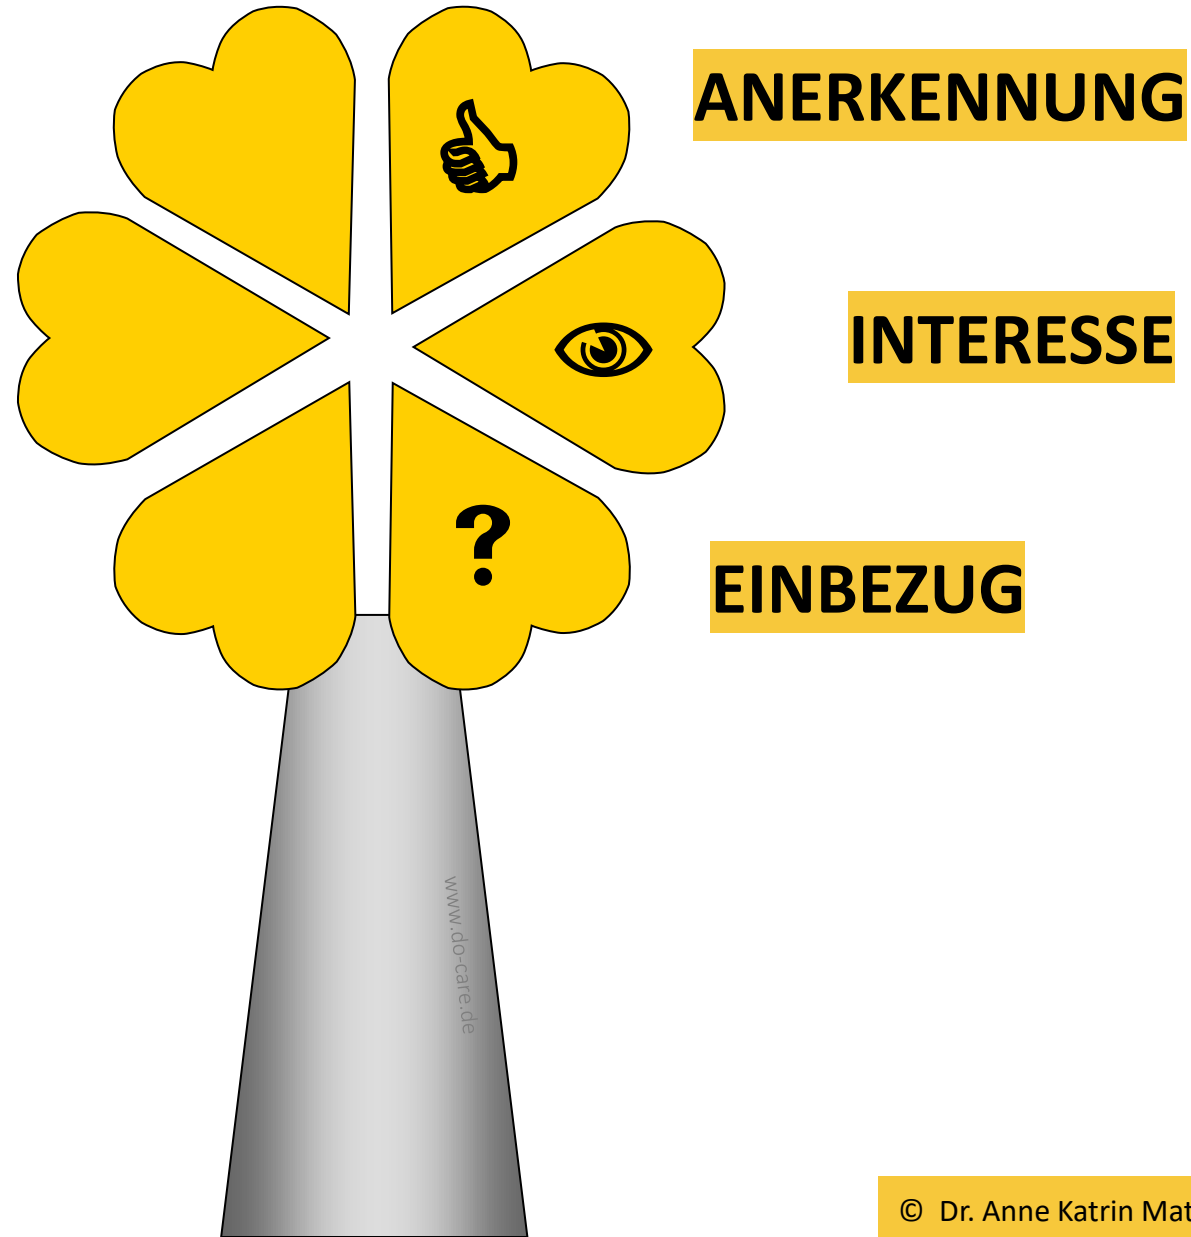 ANERKENNUNG
INTERESSE
?
EINBEZUG
www.do-care.de
© Dr. Anne Katrin Mat